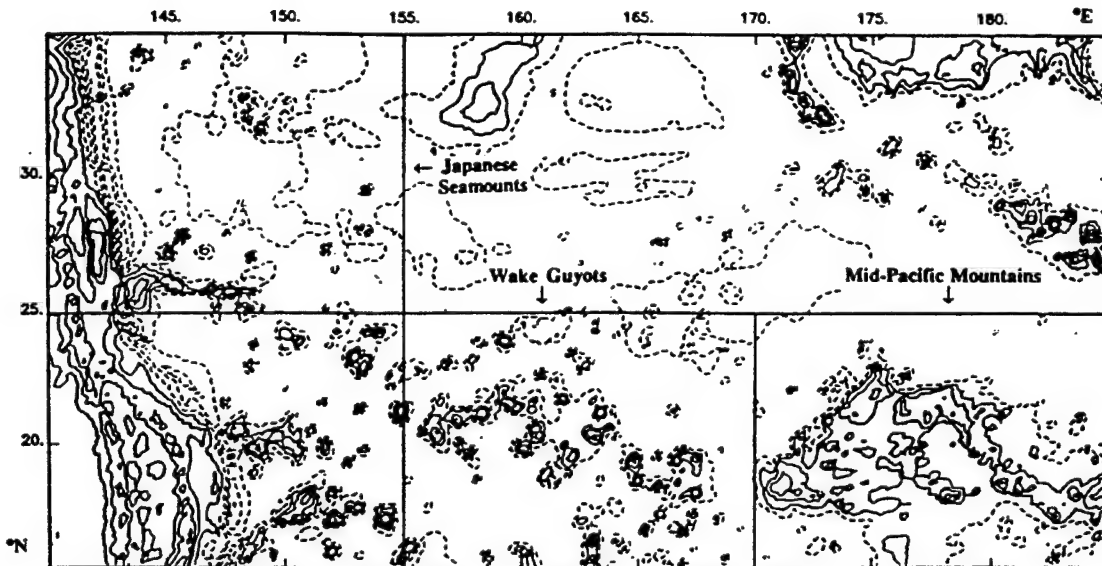 145. 150. 155. 160. 165. 170. 175. 180. °E
30.
← Japanese
Seamounts
Wake Guyots
↓
Mid-Pacific Mountains
↓
25.
20.
°N